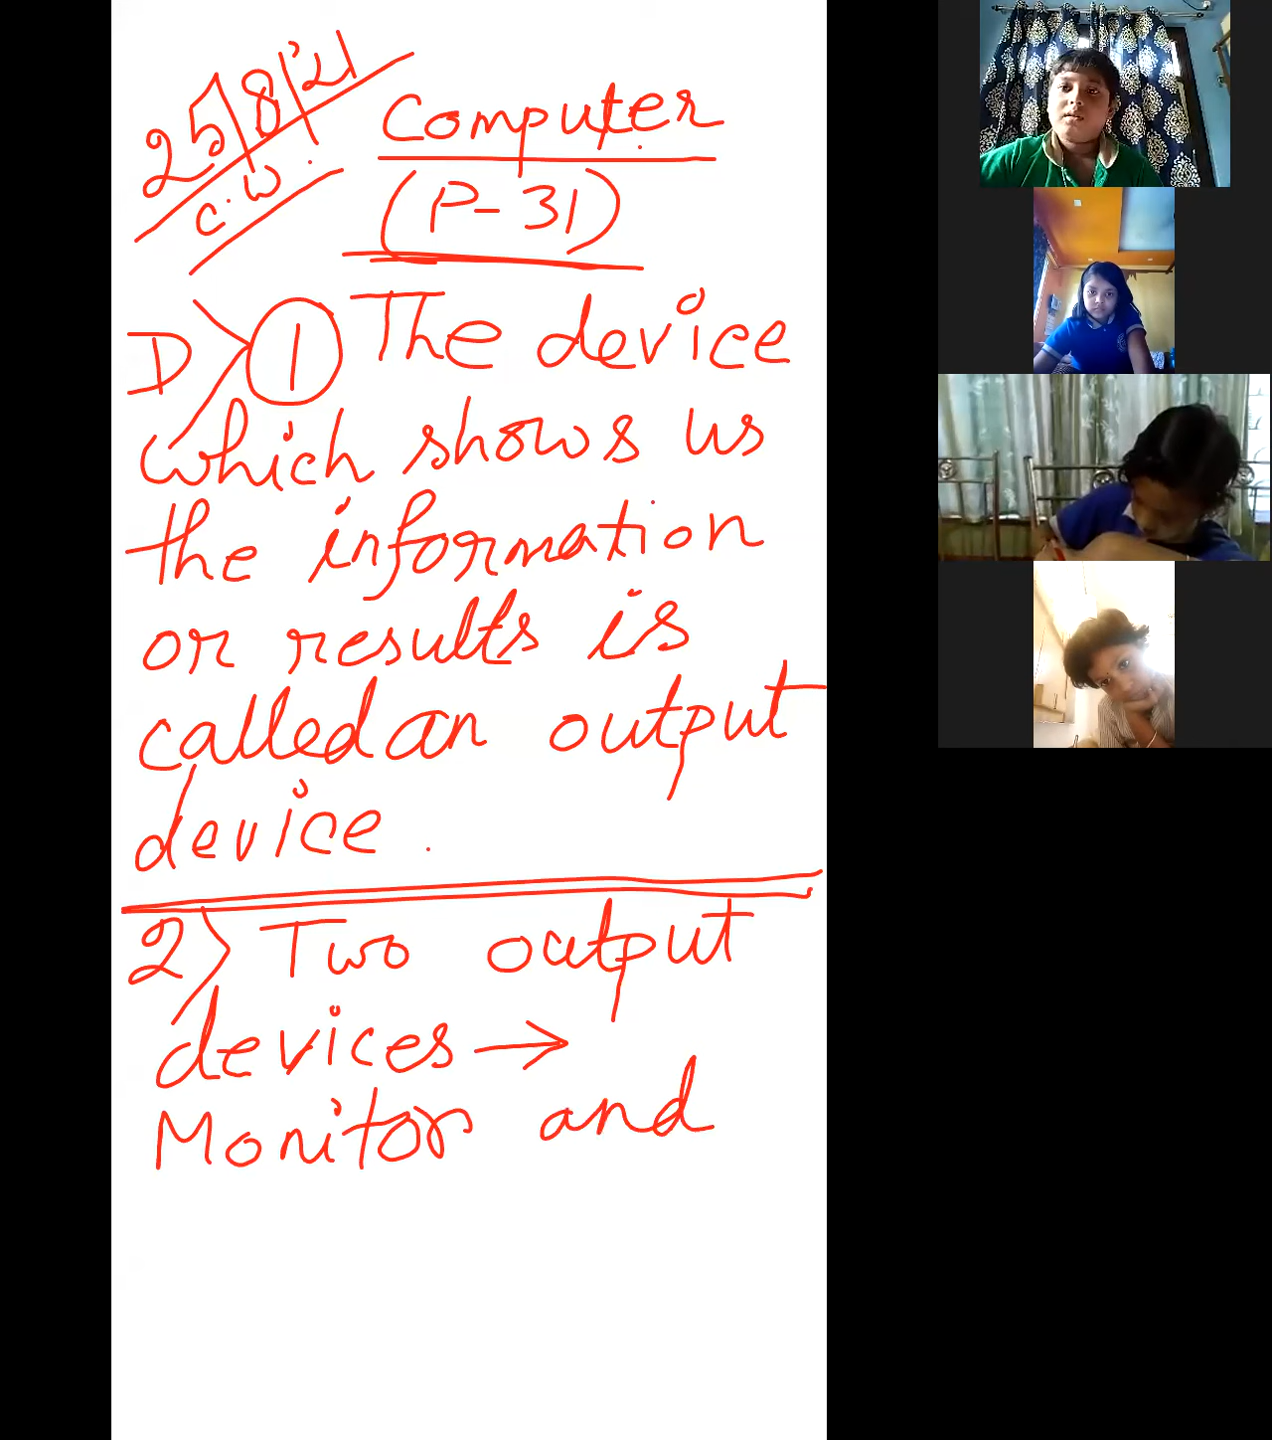 25/8/'21
C.W.
Computer
(P-31)
D> 1 The device
which shows us
the information
or results is
called an output
device.
2> Two output
devices →
Monitor and